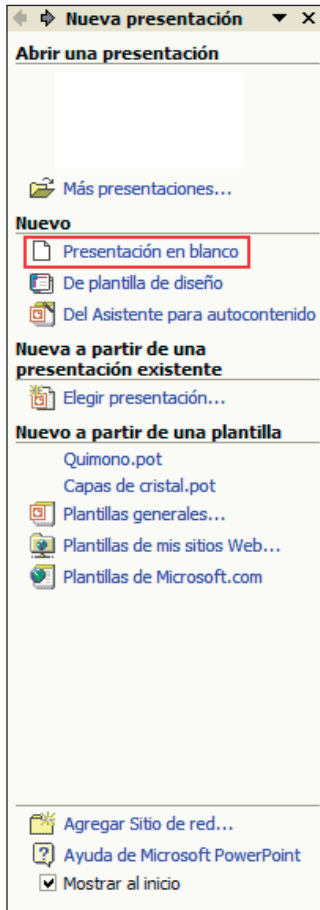 Nueva presentación
Abrir una presentación
Más presentaciones...
Nuevo
Presentación en blanco
De plantilla de diseño
Del Asistente para autocontenido
Nueva a partir de una
presentación existente
Elegir presentación...
Nuevo a partir de una plantilla
Quimono.pot
Capas de cristal.pot
Plantillas generales...
Plantillas de mis sitios Web...
Plantillas de Microsoft.com
Agregar Sitio de red...
Ayuda de Microsoft PowerPoint
Mostrar al inicio